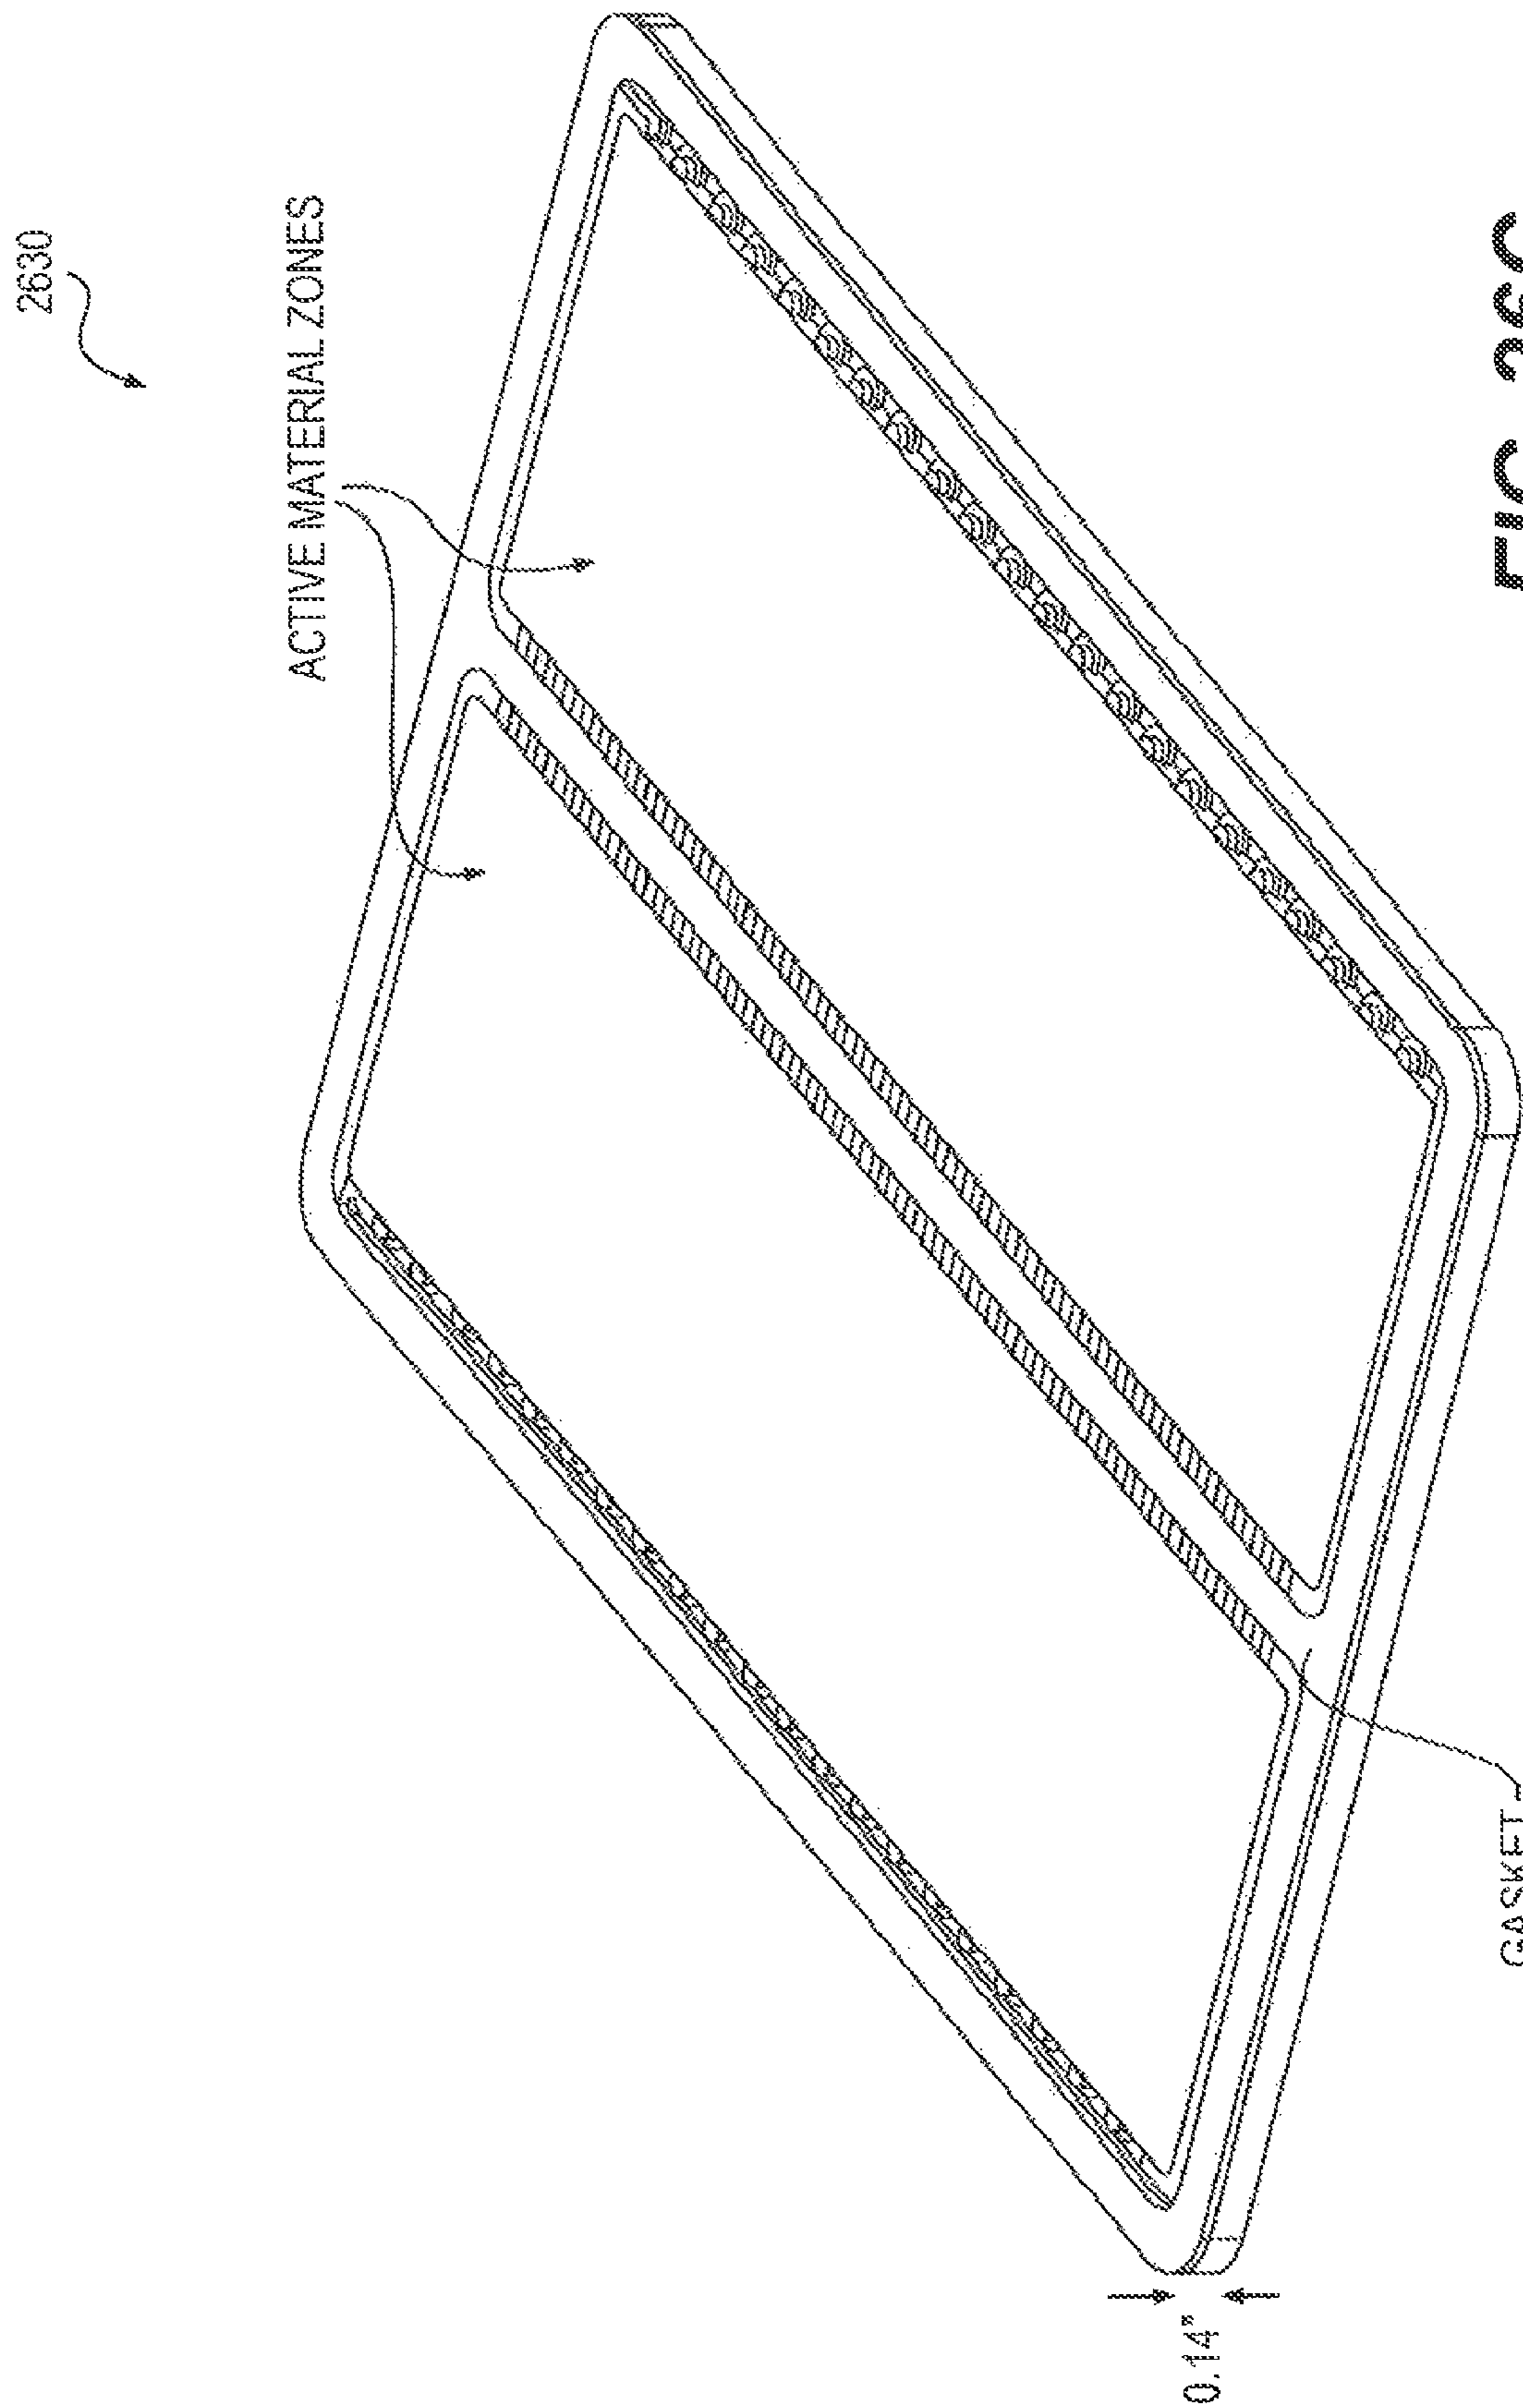 2630
ACTIVE MATERIAL ZONES
GASKET
0.14"